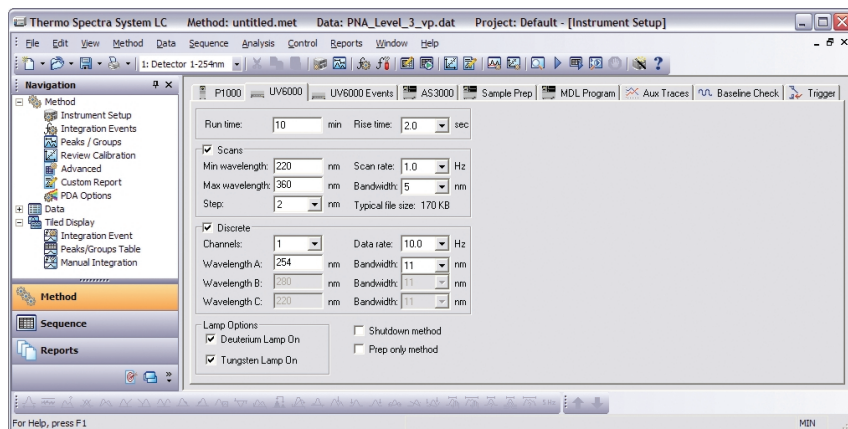 Thermo Spectra System LC Method: untitled.met Data: PNA_Level_3_vp.dat Project: Default - [Instrument Setup]
File Edit View Method Data Sequence Analysis Control Reports Window Help
1: Detector 1-254nm
Navigation
Method
Instrument Setup
Integration Events
Peaks / Groups
Review Calibration
Advanced
Custom Report
PDA Options
Data
Tiled Display
Integration Event
Peaks/Groups Table
Manual Integration
Method
Sequence
Reports
P1000 UV6000 UV6000 Events AS3000 Sample Prep MDL Program Aux Traces Baseline Check Trigger
Run time: 10 min Rise time: 2.0 sec
Scans
Min wavelength: 220 nm Scan rate: 1.0 Hz
Max wavelength: 360 nm Bandwidth: 5 nm
Step: 2 nm Typical file size: 170 KB
Discrete
Channels: 1 Data rate: 10.0 Hz
Wavelength A: 254 nm Bandwidth: 11 nm
Wavelength B: 280 nm Bandwidth: 11 nm
Wavelength C: 220 nm Bandwidth: 11 nm
Lamp Options
Deuterium Lamp On
Tungsten Lamp On
Shutdown method
Prep only method
For Help, press F1 MIN